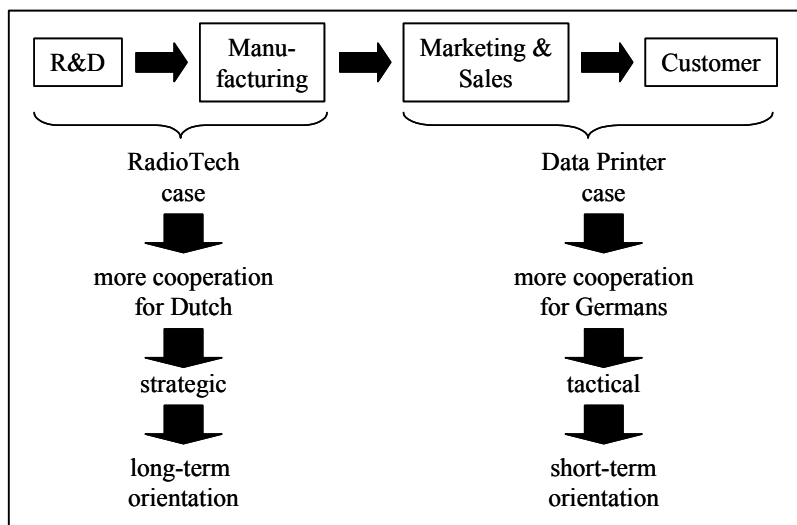 R&D
Manu-
facturing
Marketing &
Sales
Customer
RadioTech
case
more cooperation
for Dutch
strategic
long-term
orientation
Data Printer
case
more cooperation
for Germans
tactical
short-term
orientation